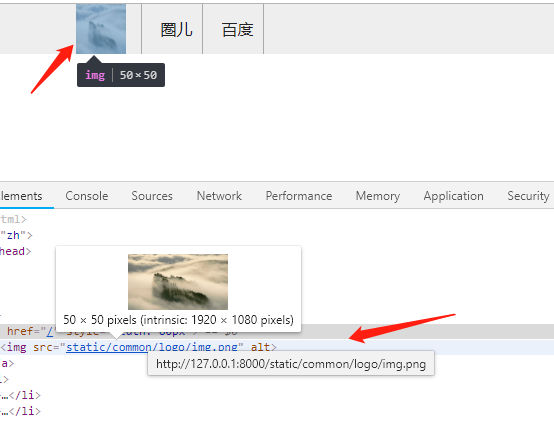 圈儿 百度
img 50×50
lements Console Sources Network Performance Memory Application Security
tml>
"zh">
head>
50 × 50 pixels (intrinsic: 1920 × 1080 pixels)
href="/" style=
<img src="static/common/logo/img.png" alt>
http://127.0.0.1:8000/static/common/logo/img.png
a>
l>
>…</li>
>…</li>